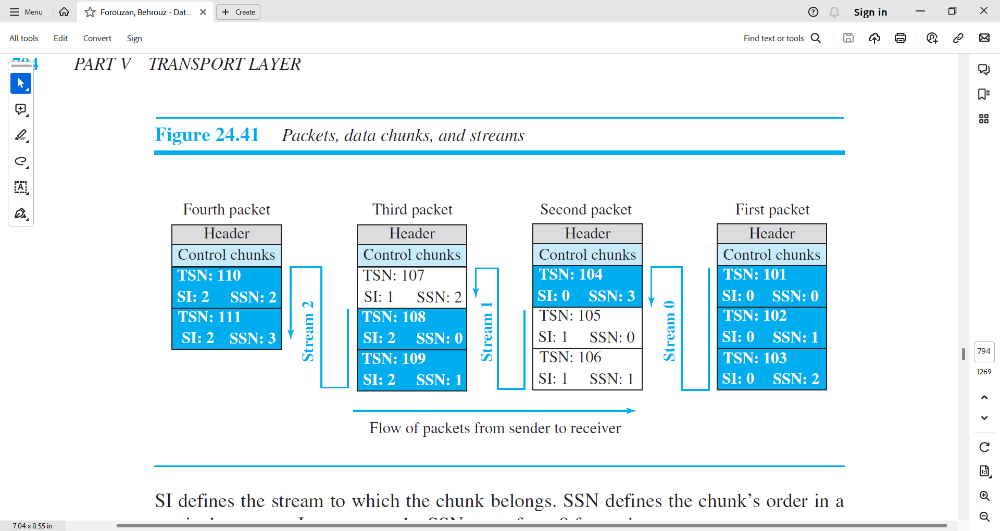 Menu
Forouzan, Behrouz - Dat...
Create
Sign in
All tools Edit Convert Sign
Find text or tools
PART V TRANSPORT LAYER
Figure 24.41 Packets, data chunks, and streams
Fourth packet
Header
Control chunks
TSN: 110
SI: 2 SSN: 2
TSN: 111
SI: 2 SSN: 3
Stream 2
Third packet
Header
Control chunks
TSN: 107
SI: 1 SSN: 2
TSN: 108
SI: 2 SSN: 0
TSN: 109
SI: 2 SSN: 1
Stream 1
Second packet
Header
Control chunks
TSN: 104
SI: 0 SSN: 3
TSN: 105
SI: 1 SSN: 0
TSN: 106
SI: 1 SSN: 1
Stream 0
First packet
Header
Control chunks
TSN: 101
SI: 0 SSN: 0
TSN: 102
SI: 0 SSN: 1
TSN: 103
SI: 0 SSN: 2
Flow of packets from sender to receiver
SI defines the stream to which the chunk belongs. SSN defines the chunk’s order in a
794
1269
7.04 x 8.55 in